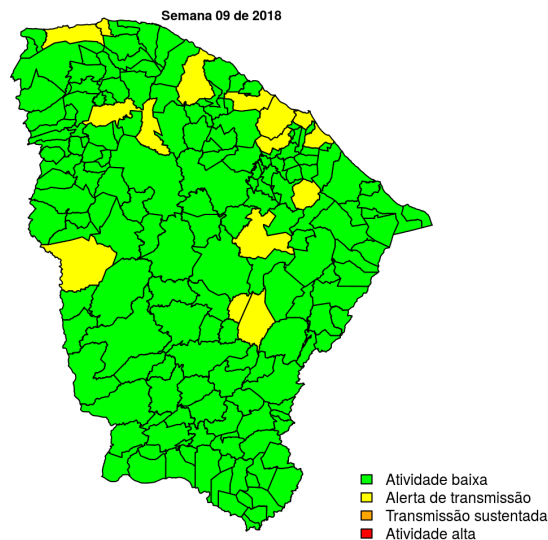 Semana 09 de 2018
Atividade baixa
Alerta de transmissão
Transmissão sustentada
Atividade alta